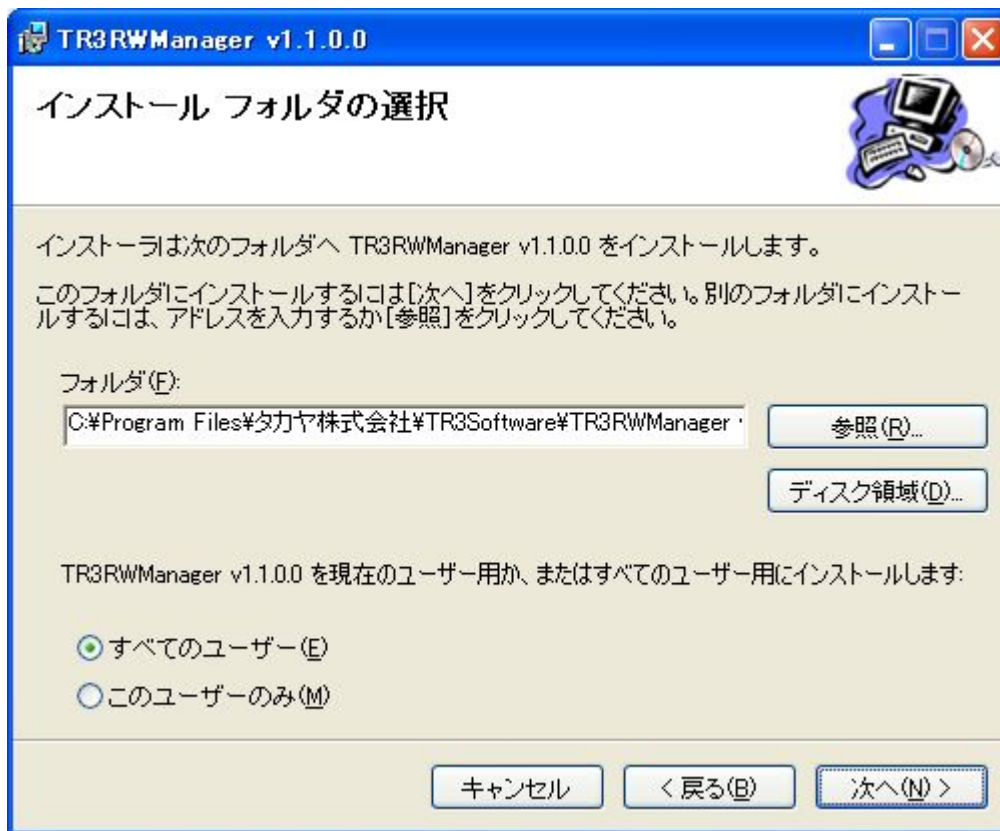 TR3RWManager v1.1.0.0
インストール フォルダの選択
インストーラは次のフォルダへ TR3RWManager v1.1.0.0 をインストールします。
このフォルダにインストールするには[次へ]をクリックしてください。別のフォルダにインストー
ルするには、アドレスを入力するか[参照]をクリックしてください。
フォルダ(F):
C:¥Program Files¥タカヤ株式会社¥TR3Software¥TR3RWManager
参照(R)...
ディスク領域(D)...
TR3RWManager v1.1.0.0 を現在のユーザー用か、またはすべてのユーザー用にインストールします:
すべてのユーザー(E)
このユーザーのみ(M)
キャンセル
< 戻る(B)
次へ(N) >